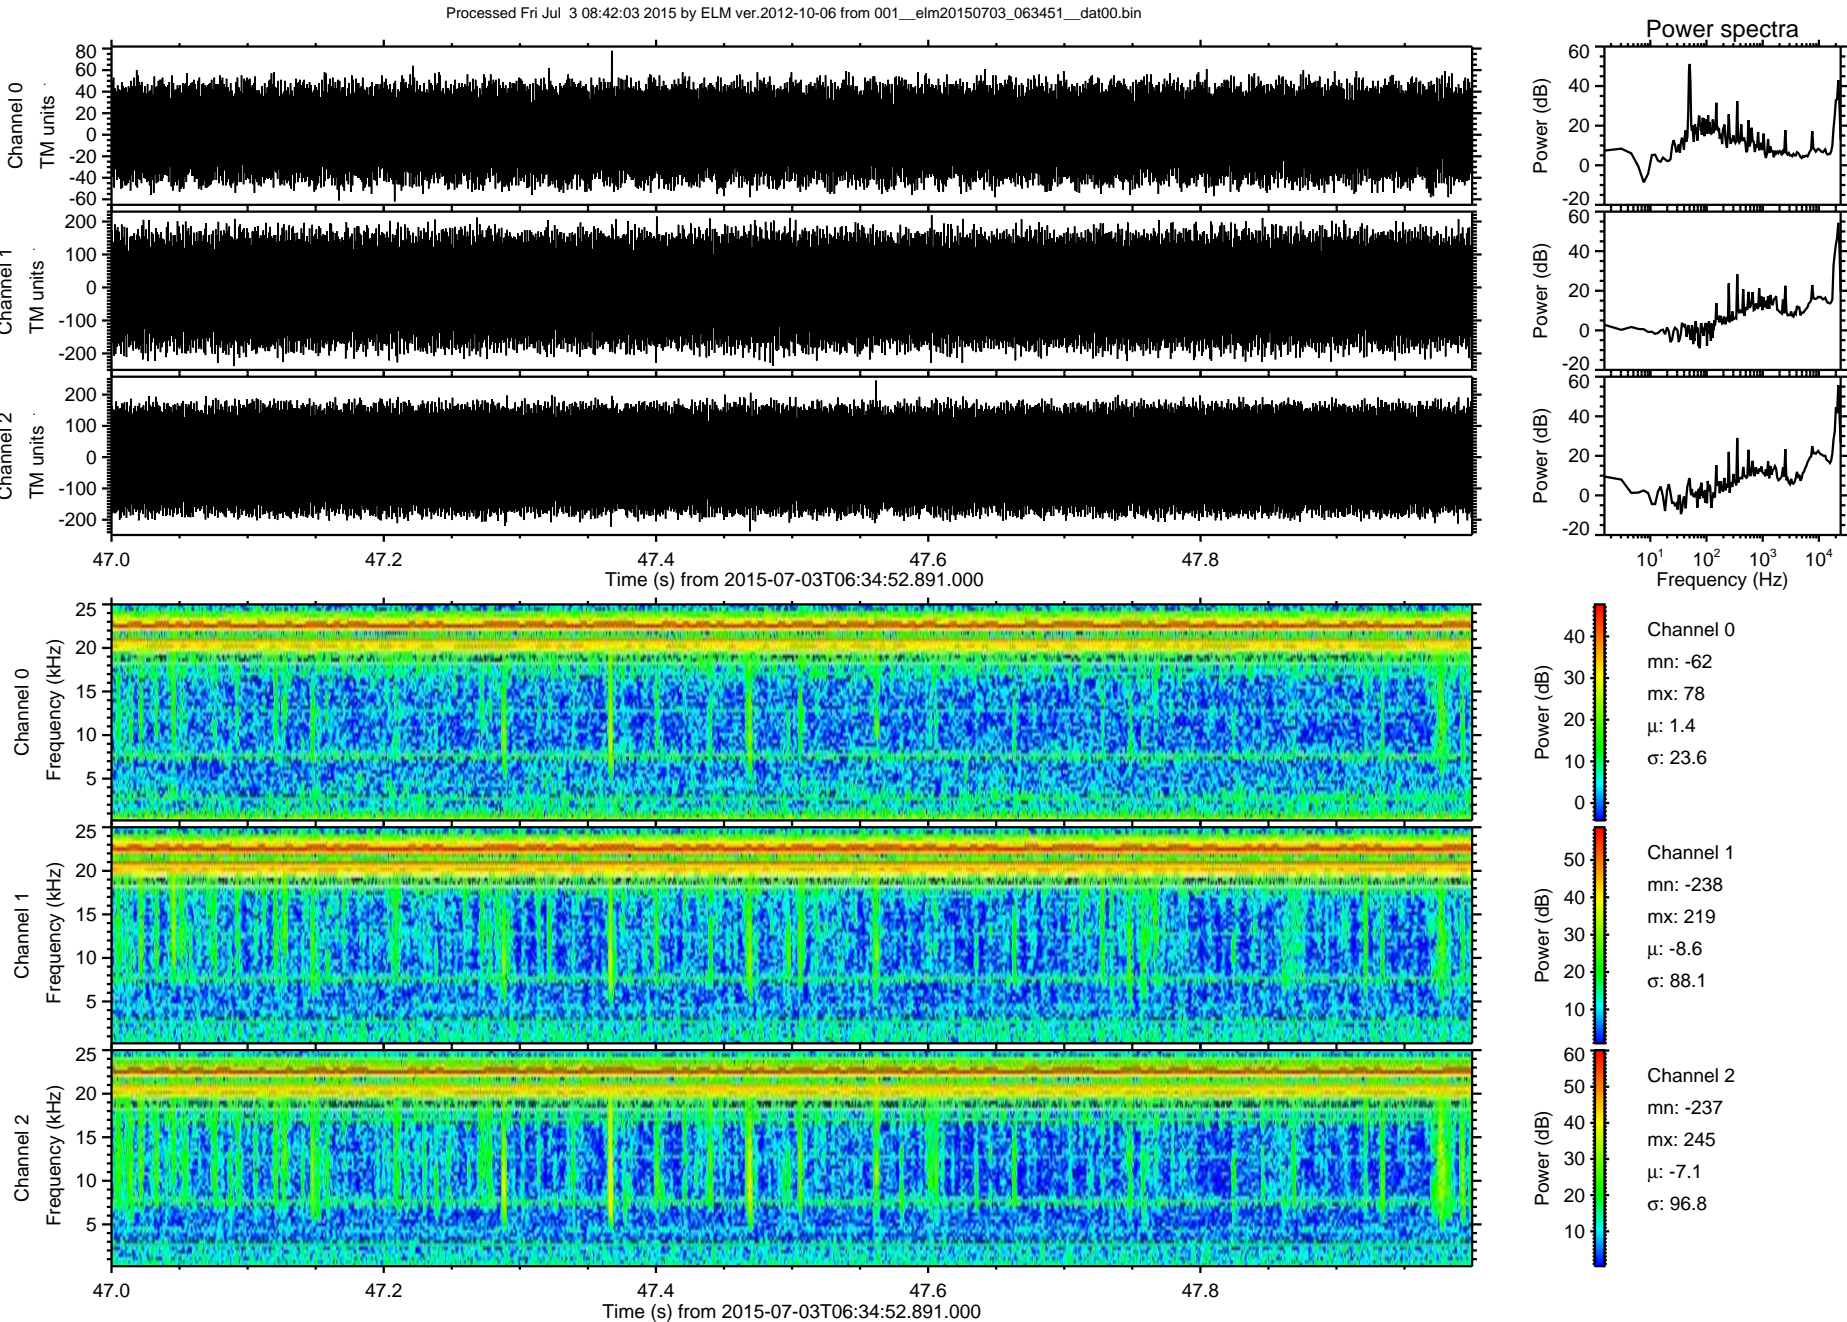 Processed Fri Jul  3 08:42:03 2015 by ELM ver.2012-10-06 from 001__elm20150703_063451__dat00.bin
Power spectra
Channel 0
TM units
80
60
40
20
0
-20
-40
-60
Power (dB)
60
40
20
0
-20
Channel 1
TM units
200
100
0
-100
-200
Power (dB)
60
40
20
0
-20
Channel 2
TM units
200
100
0
-100
-200
Power (dB)
60
40
20
0
-20
47.0 47.2 47.4 47.6 47.8
Time (s) from 2015-07-03T06:34:52.891.000
10¹ 10² 10³ 10⁴
Frequency (Hz)
Channel 0
Frequency (kHz)
25
20
15
10
5
Power (dB)
40
30
20
10
0
Channel 0
mn: -62
mx: 78
μ: 1.4
σ: 23.6
Channel 1
Frequency (kHz)
25
20
15
10
5
Power (dB)
50
40
30
20
10
Channel 1
mn: -238
mx: 219
μ: -8.6
σ: 88.1
Channel 2
Frequency (kHz)
25
20
15
10
5
Power (dB)
60
50
40
30
20
10
Channel 2
mn: -237
mx: 245
μ: -7.1
σ: 96.8
47.0 47.2 47.4 47.6 47.8
Time (s) from 2015-07-03T06:34:52.891.000